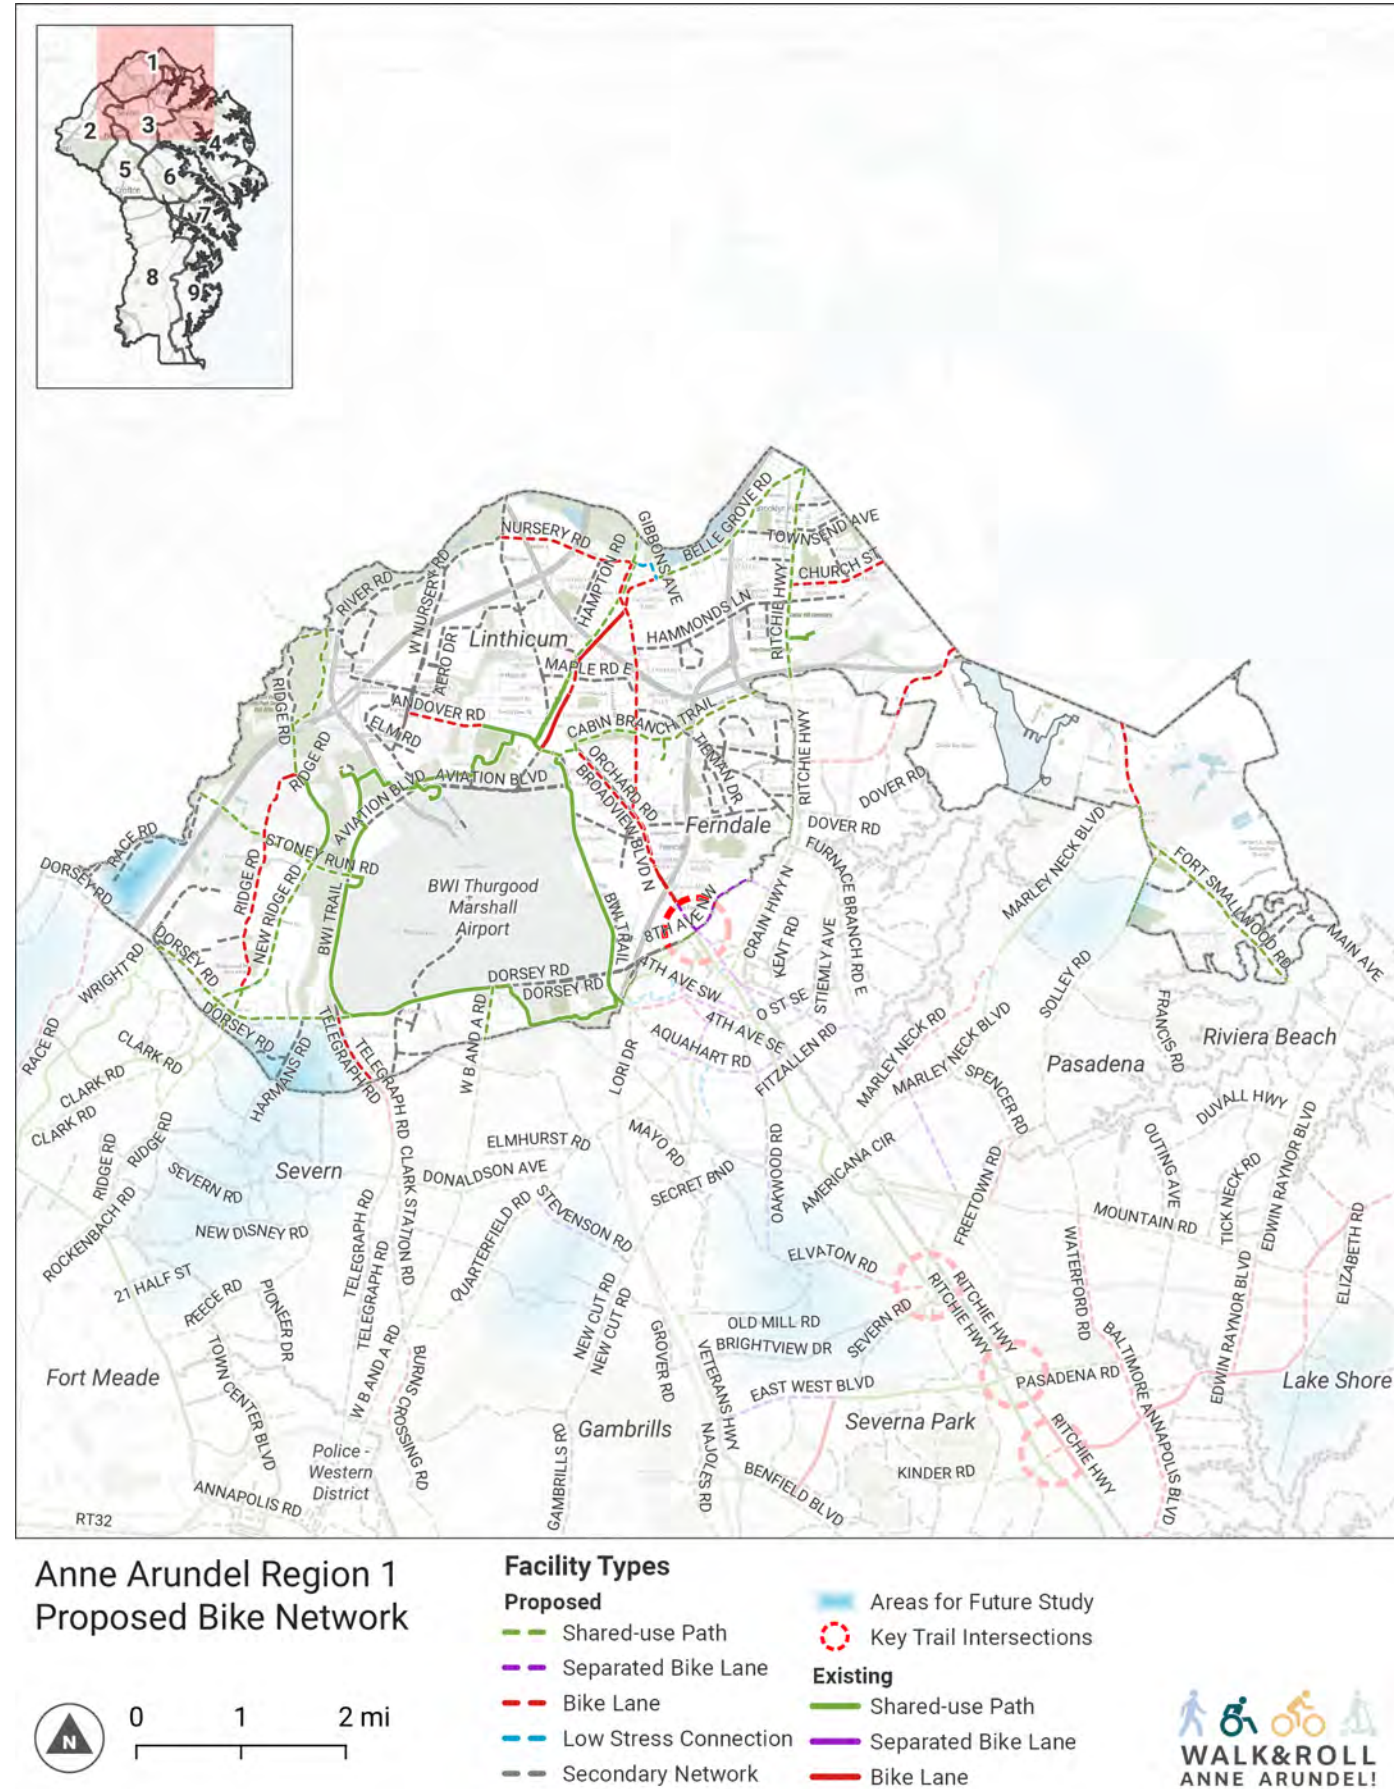 1
2
3
4
5
6
7
8
9
NURSERY RD
GIBBONS AVE
BELLE GROVE RD
TOWNSEND AVE
HAMPTON RD
CHURCH ST
RIVER RD
W NURSERY RD
HAMMONDS LN
RITCHIE HWY
Linthicum
AERO DR
MAPLE RD E
RIDGE RD
ANDOVER RD
ELM RD
CABIN BRANCH TRAIL
RIDGE RD
TIEMAN DR
RITCHIE HWY
AVIATION BLVD
AVIATION BLVD
ORCHARD RD
BROADVIEW BLVD N
DOVER RD
Ferndale
DOVER RD
RACE RD
STONEY RUN RD
DORSEY RD
RIDGE RD
NEW RIDGE RD
BWI TRAIL
BWI Thurgood
Marshall
Airport
BWI TRAIL
8TH AVE NW
CRAIN HWY N
KENT RD
STIEMLY AVE
FURNACE BRANCH RD E
MARLEY NECK BLVD
FORT SMALLWOOD RD
MAIN AVE
DORSEY RD
WRIGHT RD
DORSEY RD
DORSEY RD
DORSEY RD
4TH AVE SW
O ST SE
SOLLEY RD
RACE RD
CLARK RD
HARMANS RD
TELEGRAPH RD
TELEGRAPH RD
W B AND A RD
LORI DR
AQUAHART RD
4TH AVE SE
FITZALLEN RD
MARLEY NECK RD
MARLEY NECK BLVD
FRANCIS RD
Riviera Beach
Pasadena
SPENCER RD
CLARK RD
CLARK RD
RIDGE RD
RIDGE RD
ELMHURST RD
MAYO RD
OAKWOOD RD
AMERICANA CIR
DUVALL HWY
OUTING AVE
Severn
DONALDSON AVE
SECRET BND
FREETOWN RD
TICK NECK RD
EDWIN RAYNOR BLVD
SEVERN RD
CLARK STATION RD
STEVENSON RD
MOUNTAIN RD
ROCKENBACH RD
NEW DISNEY RD
TELEGRAPH RD
QUARTERFIELD RD
ELVATON RD
WATERFORD RD
ELIZABETH RD
21 HALF ST
REECE RD
PIONEER DR
TELEGRAPH RD
NEW CUT RD
NEW CUT RD
RITCHIE HWY
RITCHIE HWY
SEVERN RD
OLD MILL RD
BRIGHTVIEW DR
EDWIN RAYNOR BLVD
Fort Meade
TOWN CENTER BLVD
W B AND A RD
BURNS CROSSING RD
GROVER RD
VETERANS HWY
EAST WEST BLVD
PASADENA RD
BALTIMORE ANNAPOLIS BLVD
Lake Shore
Gambrills
Severna Park
RITCHIE HWY
Police -
Western
District
GAMBRILLS RD
NAJOLES RD
BENFIELD BLVD
KINDER RD
ANNAPOLIS RD
RT32
Anne Arundel Region 1
Proposed Bike Network
N
0 1 2 mi
Facility Types
Proposed
Shared-use Path
Separated Bike Lane
Bike Lane
Low Stress Connection
Secondary Network
Areas for Future Study
Key Trail Intersections
Existing
Shared-use Path
Separated Bike Lane
Bike Lane
WALK&ROLL
ANNE ARUNDEL!